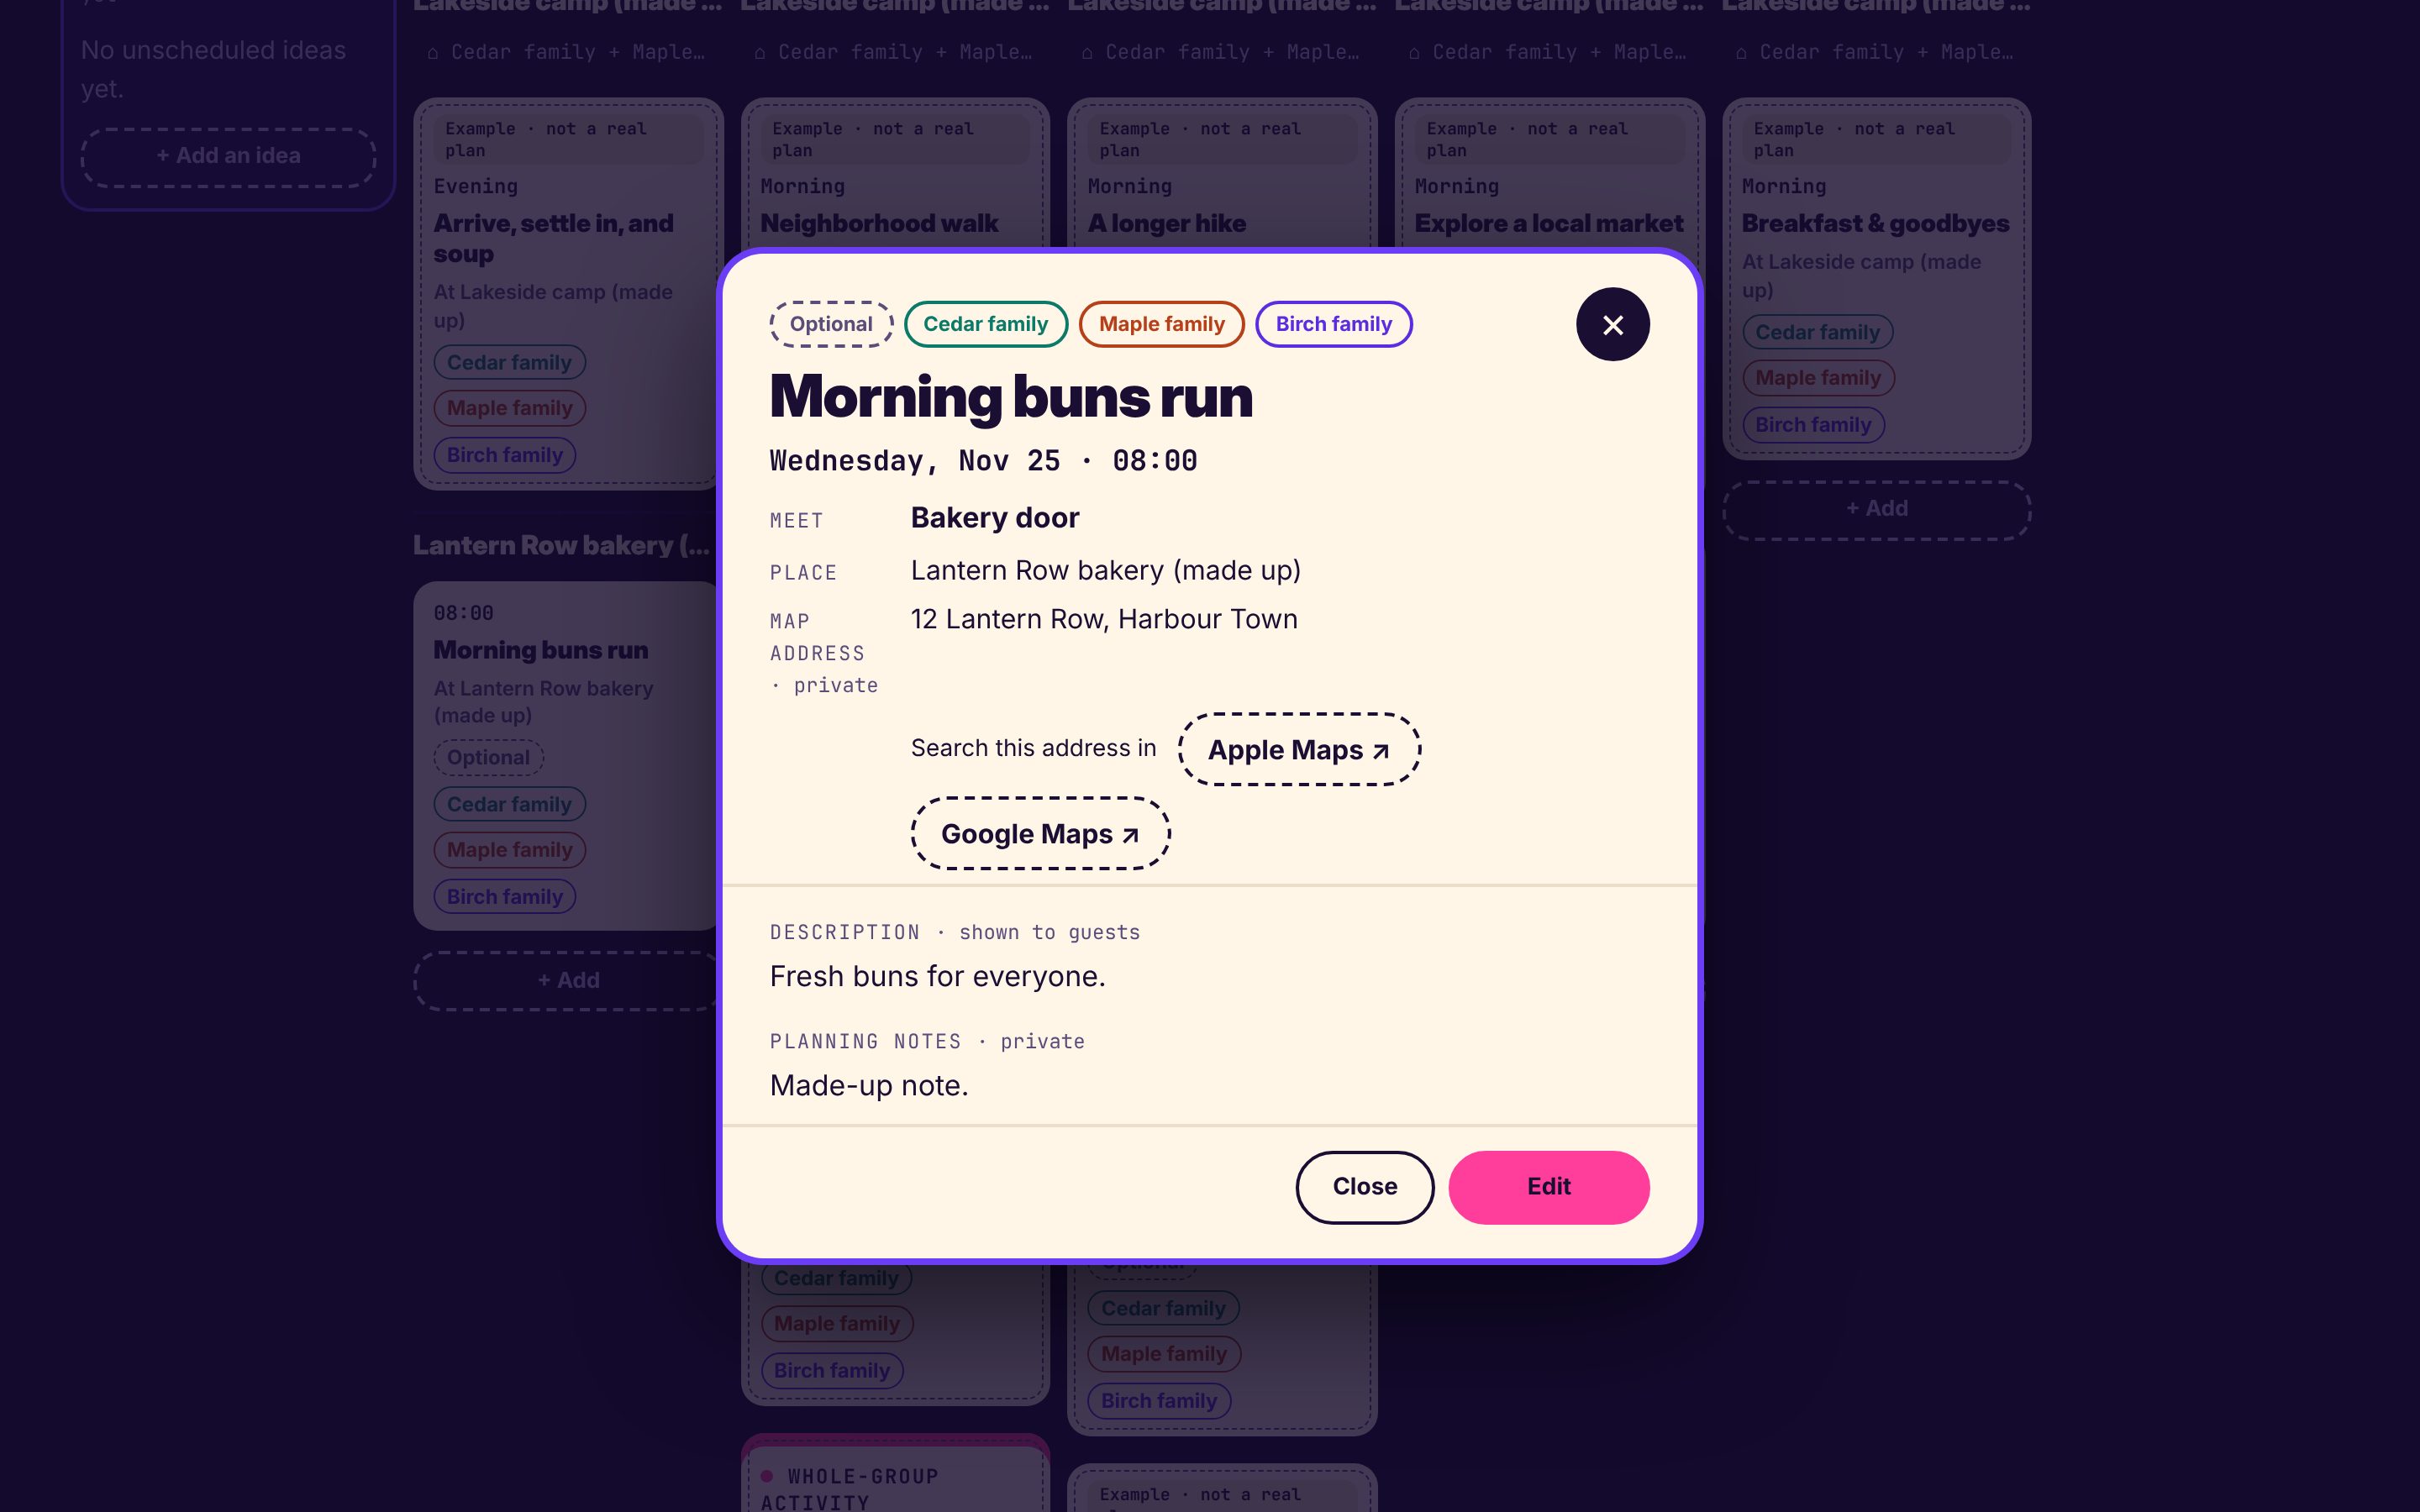 Lakeside camp (made ...
Lakeside camp (made ...
Lakeside camp (made ...
Lakeside camp (made ...
Lakeside camp (made ...
No unscheduled ideas
yet.
+ Add an idea
⌂ Cedar family + Maple…
⌂ Cedar family + Maple…
⌂ Cedar family + Maple…
⌂ Cedar family + Maple…
⌂ Cedar family + Maple…
Example · not a real
plan
Evening
Arrive, settle in, and
soup
At Lakeside camp (made
up)
Cedar family
Maple family
Birch family
Lantern Row bakery (...
08:00
Morning buns run
At Lantern Row bakery
(made up)
Optional
Cedar family
Maple family
Birch family
+ Add
Example · not a real
plan
Morning
Neighborhood walk
Example · not a real
plan
Morning
A longer hike
Example · not a real
plan
Morning
Explore a local market
Example · not a real
plan
Morning
Breakfast & goodbyes
At Lakeside camp (made
up)
Cedar family
Maple family
Birch family
+ Add
Optional Cedar family Maple family Birch family
×
Morning buns run
Wednesday, Nov 25 · 08:00
MEET Bakery door
PLACE Lantern Row bakery (made up)
MAP 12 Lantern Row, Harbour Town
ADDRESS
· private
Search this address in Apple Maps ↗
Google Maps ↗
DESCRIPTION · shown to guests
Fresh buns for everyone.
PLANNING NOTES · private
Made-up note.
Close Edit
Cedar family
Maple family
Birch family
WHOLE-GROUP
ACTIVITY
Optional
Cedar family
Maple family
Birch family
Example · not a real